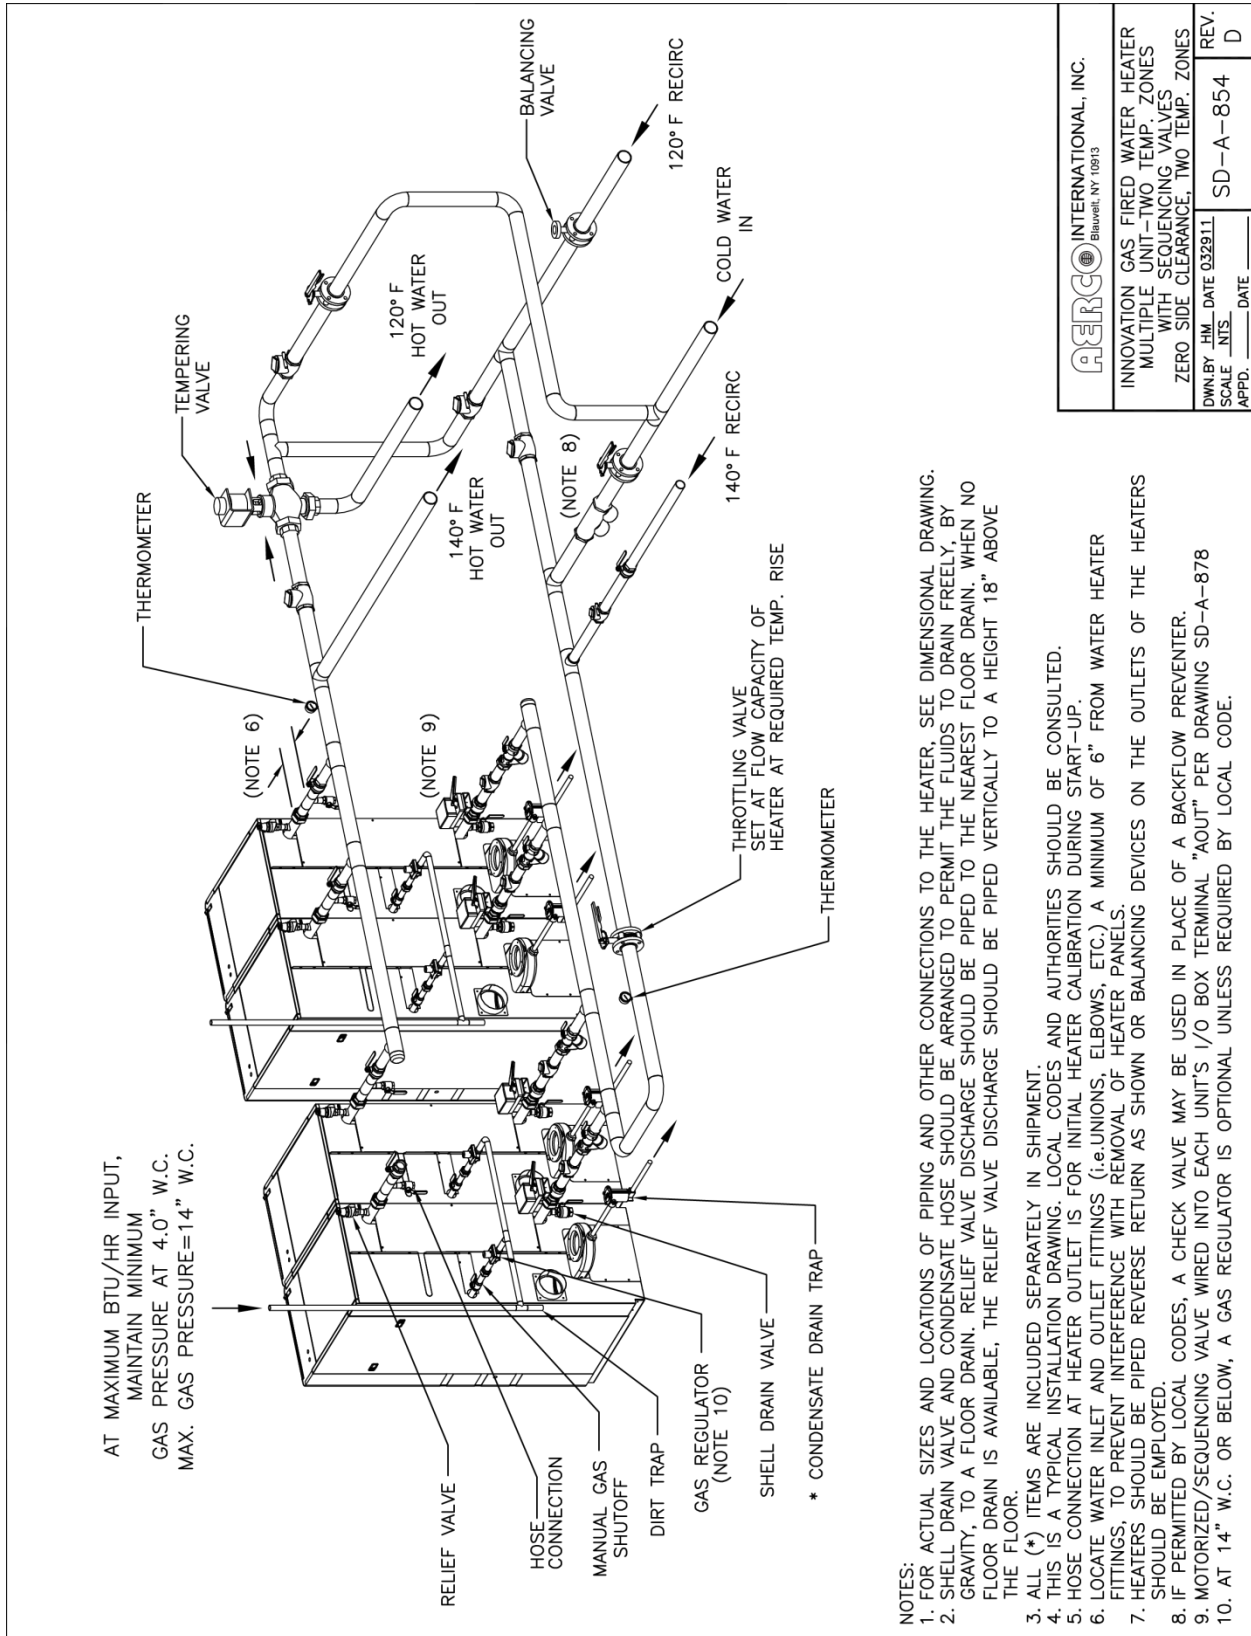 AT MAXIMUM BTU/HR INPUT,
MAINTAIN MINIMUM
GAS PRESSURE AT 4.0" W.C.
MAX. GAS PRESSURE=14" W.C.
RELIEF VALVE
HOSE
CONNECTION
MANUAL GAS
SHUTOFF
DIRT TRAP
GAS REGULATOR
(NOTE 10)
SHELL DRAIN VALVE
* CONDENSATE DRAIN TRAP
(NOTE 6)
(NOTE 9)
THERMOMETER
TEMPERING
VALVE
THROTTLING VALVE
SET AT FLOW CAPACITY OF
HEATER AT REQUIRED TEMP. RISE
THERMOMETER
140° F
HOT WATER
OUT
120° F
HOT WATER
OUT
(NOTE 8)
BALANCING
VALVE
120° F RECIRC
COLD WATER
IN
140° F RECIRC
NOTES:
1. FOR ACTUAL SIZES AND LOCATIONS OF PIPING AND OTHER CONNECTIONS TO THE HEATER, SEE DIMENSIONAL DRAWING.
2. SHELL DRAIN VALVE AND CONDENSATE HOSE SHOULD BE ARRANGED TO PERMIT THE FLUIDS TO DRAIN FREELY, BY
GRAVITY, TO A FLOOR DRAIN. RELIEF VALVE DISCHARGE SHOULD BE PIPED TO THE NEAREST FLOOR DRAIN. WHEN NO
FLOOR DRAIN IS AVAILABLE, THE RELIEF VALVE DISCHARGE SHOULD BE PIPED VERTICALLY TO A HEIGHT 18" ABOVE
THE FLOOR.
3. ALL (*) ITEMS ARE INCLUDED SEPARATELY IN SHIPMENT.
4. THIS IS A TYPICAL INSTALLATION DRAWING. LOCAL CODES AND AUTHORITIES SHOULD BE CONSULTED.
5. HOSE CONNECTION AT HEATER OUTLET IS FOR INITIAL HEATER CALIBRATION DURING START-UP.
6. LOCATE WATER INLET AND OUTLET FITTINGS (i.e.UNIONS, ELBOWS, ETC.) A MINIMUM OF 6" FROM WATER HEATER
FITTINGS, TO PREVENT INTERFERENCE WITH REMOVAL OF HEATER PANELS.
7. HEATERS SHOULD BE PIPED REVERSE RETURN AS SHOWN OR BALANCING DEVICES ON THE OUTLETS OF THE HEATERS
SHOULD BE EMPLOYED.
8. IF PERMITTED BY LOCAL CODES, A CHECK VALVE MAY BE USED IN PLACE OF A BACKFLOW PREVENTER.
9. MOTORIZED/SEQUENCING VALVE WIRED INTO EACH UNIT'S I/O BOX TERMINAL "AOUT" PER DRAWING SD-A-878
10. AT 14" W.C. OR BELOW, A GAS REGULATOR IS OPTIONAL UNLESS REQUIRED BY LOCAL CODE.
AERCO INTERNATIONAL, INC.
Blauvelt, NY 10913
INNOVATION GAS FIRED WATER HEATER
MULTIPLE UNIT-TWO TEMP. ZONES
WITH SEQUENCING VALVES
ZERO SIDE CLEARANCE, TWO TEMP. ZONES
DWN.BY HM DATE 032911
SCALE NTS
APPD. DATE
SD-A-854
REV.
D